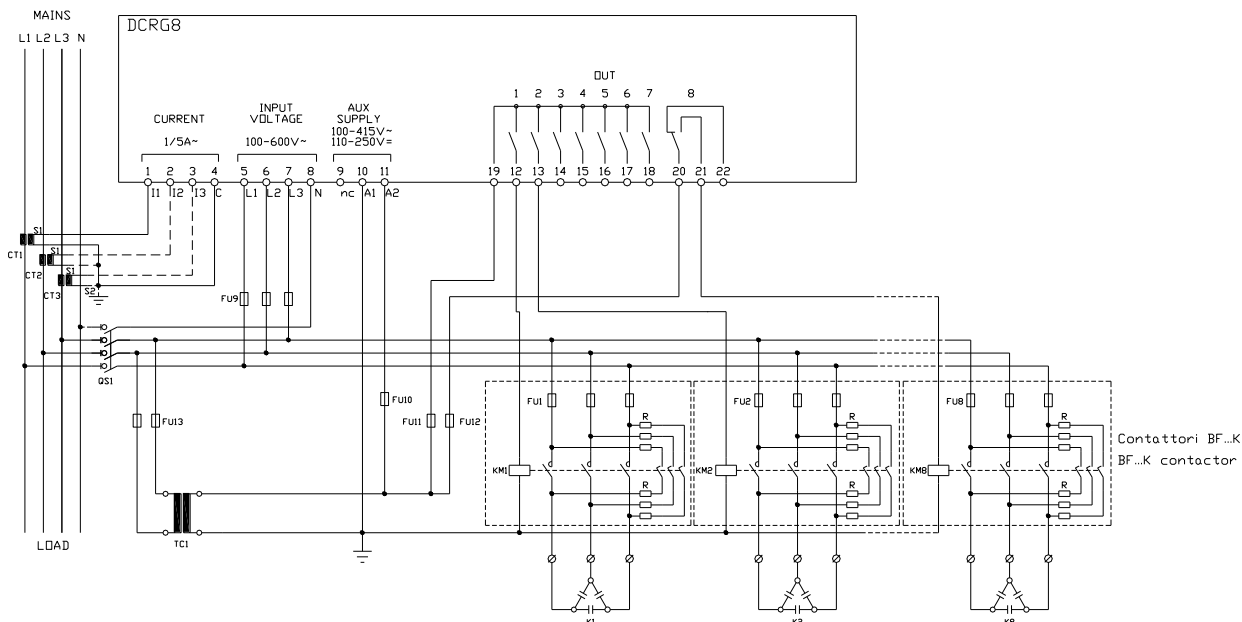 MAINS
L1 L2 L3 N
DCRG8
OUT
1 2 3 4 5 6 7 8
CURRENT
1/5A~
INPUT
VOLTAGE
100-600V~
AUX
SUPPLY
100-415V~
110-250V=
1 2 3 4 5 6 7 8 9 10 11 19 12 13 14 15 16 17 18 20 21 22
I1 I2 I3 C L1 L2 L3 N nc A1 A2
S1
CT1
S1
CT2
S1
CT3
S2
FU9
QS1
FU13
FU10
FU11
FU12
FU1
FU2
FU8
R
R
R
KM1
KM2
KM8
R
R
R
Contattori BF...K
BF...K contactor
TC1
LOAD
K1
K8